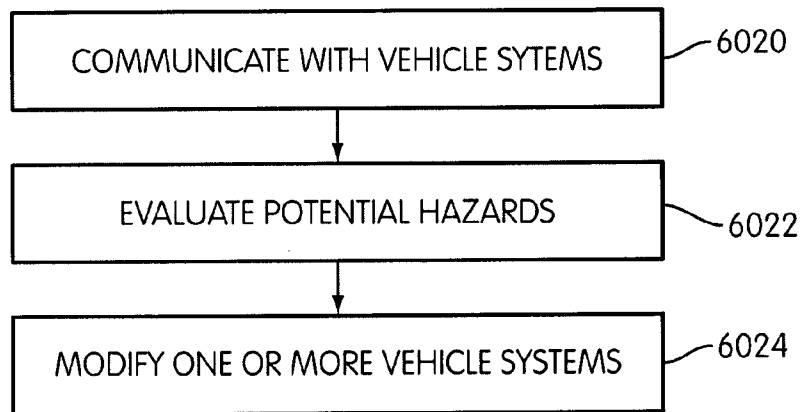 COMMUNICATE WITH VEHICLE SYTEMS
6020
EVALUATE POTENTIAL HAZARDS
6022
MODIFY ONE OR MORE VEHICLE SYSTEMS
6024